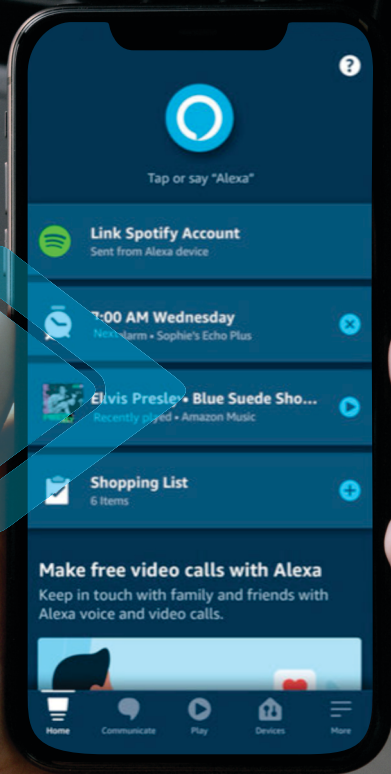 ?
Tap or say "Alexa"
Link Spotify Account
Sent from Alexa device
7:00 AM Wednesday
Next alarm • Sophie's Echo Plus
Elvis Presley • Blue Suede Sho...
Recently played • Amazon Music
Shopping List
6 Items
Make free video calls with Alexa
Keep in touch with family and friends with
Alexa voice and video calls.
Home Communicate Play Devices More